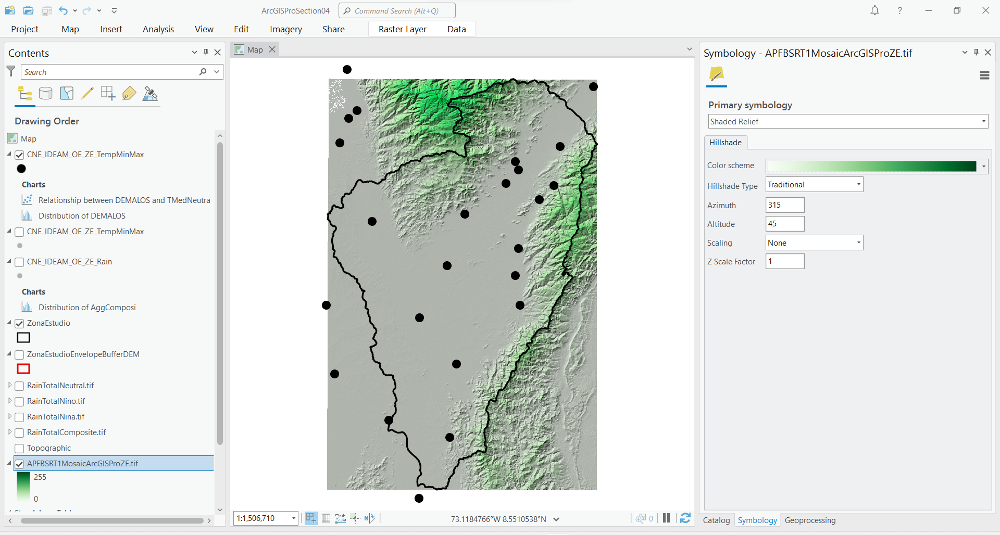 ArcGISProSection04
Command Search (Alt+Q)
Project Map Insert Analysis View Edit Imagery Share Raster Layer Data
Contents
Search
Drawing Order
Map
CNE_IDEAM_OE_ZE_TempMinMax
Charts
Relationship between DEMALOS and TMedNeutra
Distribution of DEMALOS
CNE_IDEAM_OE_ZE_TempMinMax
CNE_IDEAM_OE_ZE_Rain
Charts
Distribution of AggComposi
ZonaEstudio
ZonaEstudioEnvelopeBufferDEM
RainTotalNeutral.tif
RainTotalNino.tif
RainTotalNina.tif
RainTotalComposite.tif
Topographic
APFBSRT1MosaicArcGISProZE.tif
255
0
Map
1:1,506,710
73.1184766°W 8.5510538°N
0
Symbology - APFBSRT1MosaicArcGISProZE.tif
Primary symbology
Shaded Relief
Hillshade
Color scheme
Hillshade Type Traditional
Azimuth 315
Altitude 45
Scaling None
Z Scale Factor 1
Catalog Symbology Geoprocessing